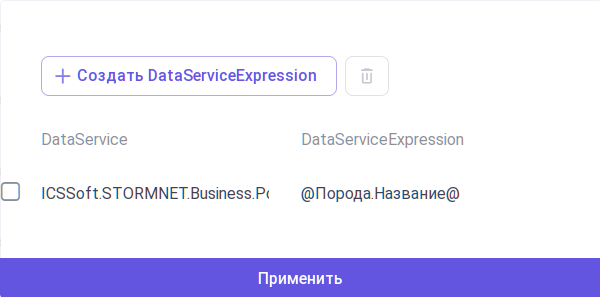 Создать DataServiceExpression
DataService DataServiceExpression
ICSSoft.STORMNET.Business.Po @Порода.Название@
Применить